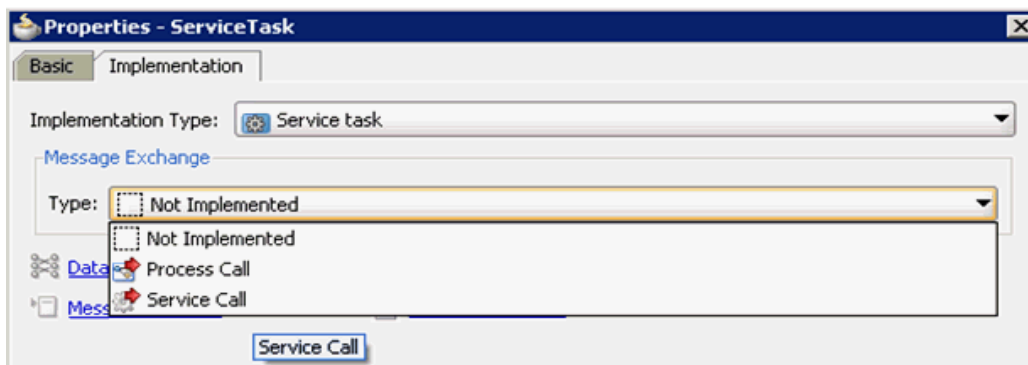 Properties - ServiceTask
Basic Implementation
Implementation Type: Service task
Message Exchange
Type: Not Implemented
Not Implemented
Data Process Call
Mess Service Call
Service Call